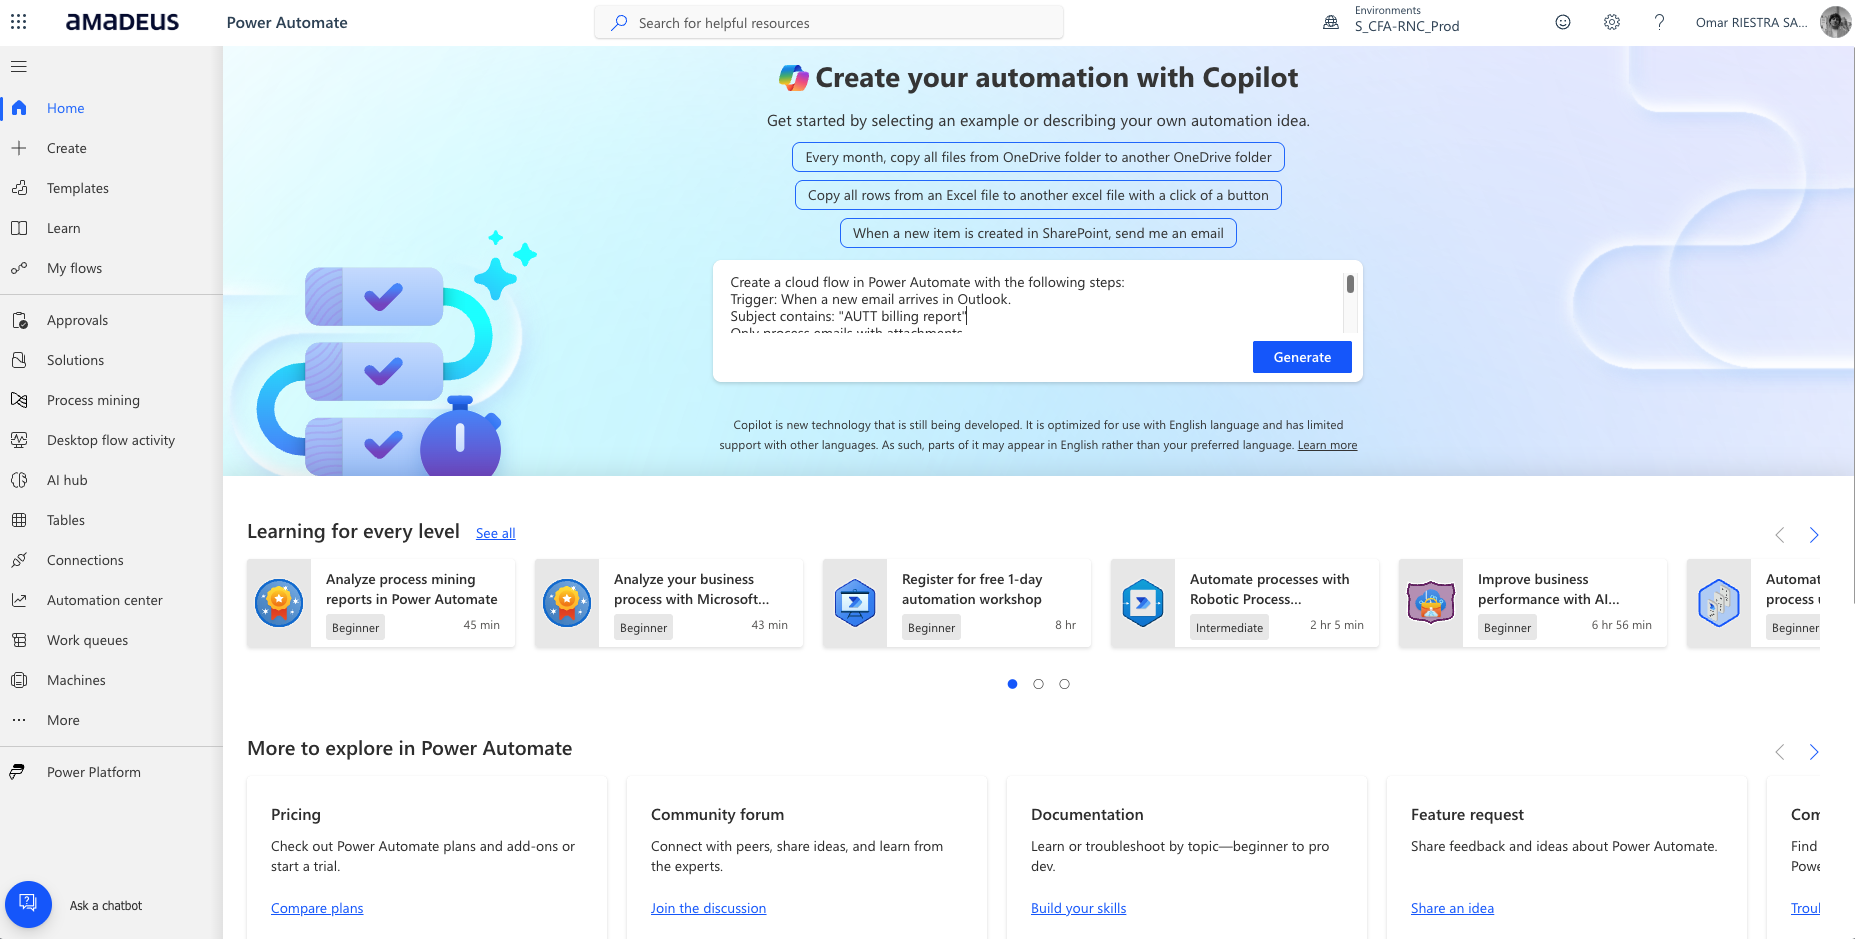 amadeus
Power Automate
Search for helpful resources
Environments
S_CFA-RNC_Prod
Omar RIESTRA SA...
Home
Create
Templates
Learn
My flows
Approvals
Solutions
Process mining
Desktop flow activity
AI hub
Tables
Connections
Automation center
Work queues
Machines
More
Power Platform
Ask a chatbot
Create your automation with Copilot
Get started by selecting an example or describing your own automation idea.
Every month, copy all files from OneDrive folder to another OneDrive folder
Copy all rows from an Excel file to another excel file with a click of a button
When a new item is created in SharePoint, send me an email
Create a cloud flow in Power Automate with the following steps:
Trigger: When a new email arrives in Outlook.
Subject contains: "AUTT billing report"
Only process emails with attachments
Generate
Copilot is new technology that is still being developed. It is optimized for use with English language and has limited
support with other languages. As such, parts of it may appear in English rather than your preferred language. Learn more
Learning for every level See all
Analyze process mining
reports in Power Automate
Beginner 45 min
Analyze your business
process with Microsoft...
Beginner 43 min
Register for free 1-day
automation workshop
Beginner 8 hr
Automate processes with
Robotic Process...
Intermediate 2 hr 5 min
Improve business
performance with AI...
Beginner 6 hr 56 min
Automat
process u
Beginner
More to explore in Power Automate
Pricing
Check out Power Automate plans and add-ons or
start a trial.
Compare plans
Community forum
Connect with peers, share ideas, and learn from
the experts.
Join the discussion
Documentation
Learn or troubleshoot by topic—beginner to pro
dev.
Build your skills
Feature request
Share feedback and ideas about Power Automate.
Share an idea
Com
Find
Powe
Troul